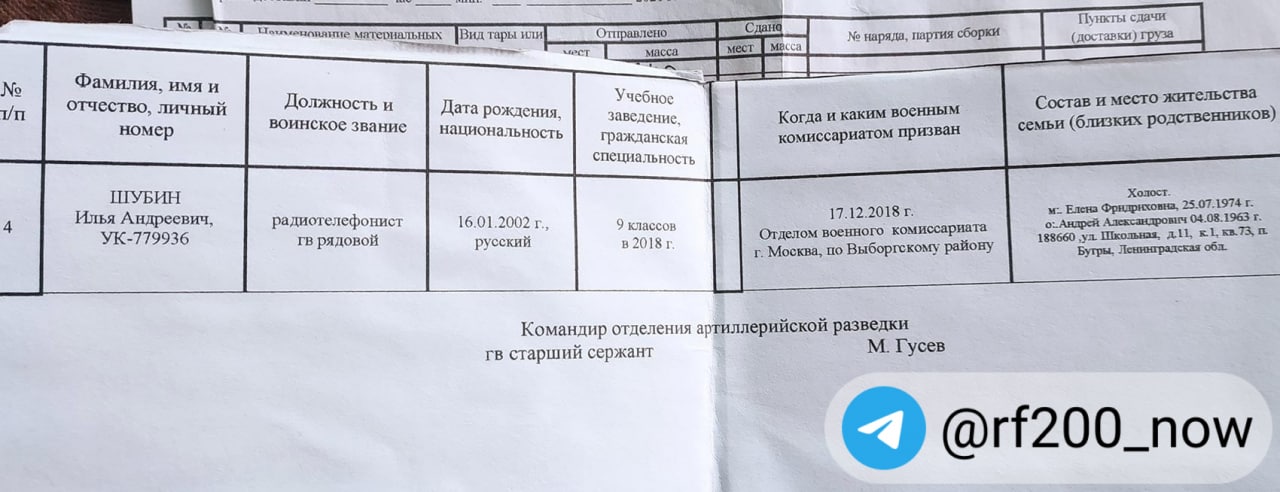 Наименование материальных
Вид тары или
Отправлено
Сдано
№ наряда, партия сборки
Пункты сдачи
(доставки) груза
мест
масса
мест
масса
№
п/п
Фамилия, имя и
отчество, личный
номер
Должность и
воинское звание
Дата рождения,
национальность
Учебное
заведение,
гражданская
специальность
Когда и каким военным
комиссариатом призван
Состав и место жительства
семьи (близких родственников)
4
ШУБИН
Илья Андреевич,
УК-779936
радиотелефонист
гв рядовой
16.01.2002 г.,
русский
9 классов
в 2018 г.
17.12.2018 г.
Отделом военного комиссариата
г. Москва, по Выборгскому району
Холост.
м:. Елена Фридриховна, 25.07.1974 г.
о:.Андрей Александрович 04.08.1963 г.
188660 ,ул. Школьная, д.11, к.1, кв.73, п.
Бугры, Ленинградская обл.
Командир отделения артиллерийской разведки
гв старший сержант
М. Гусев
@rf200_now